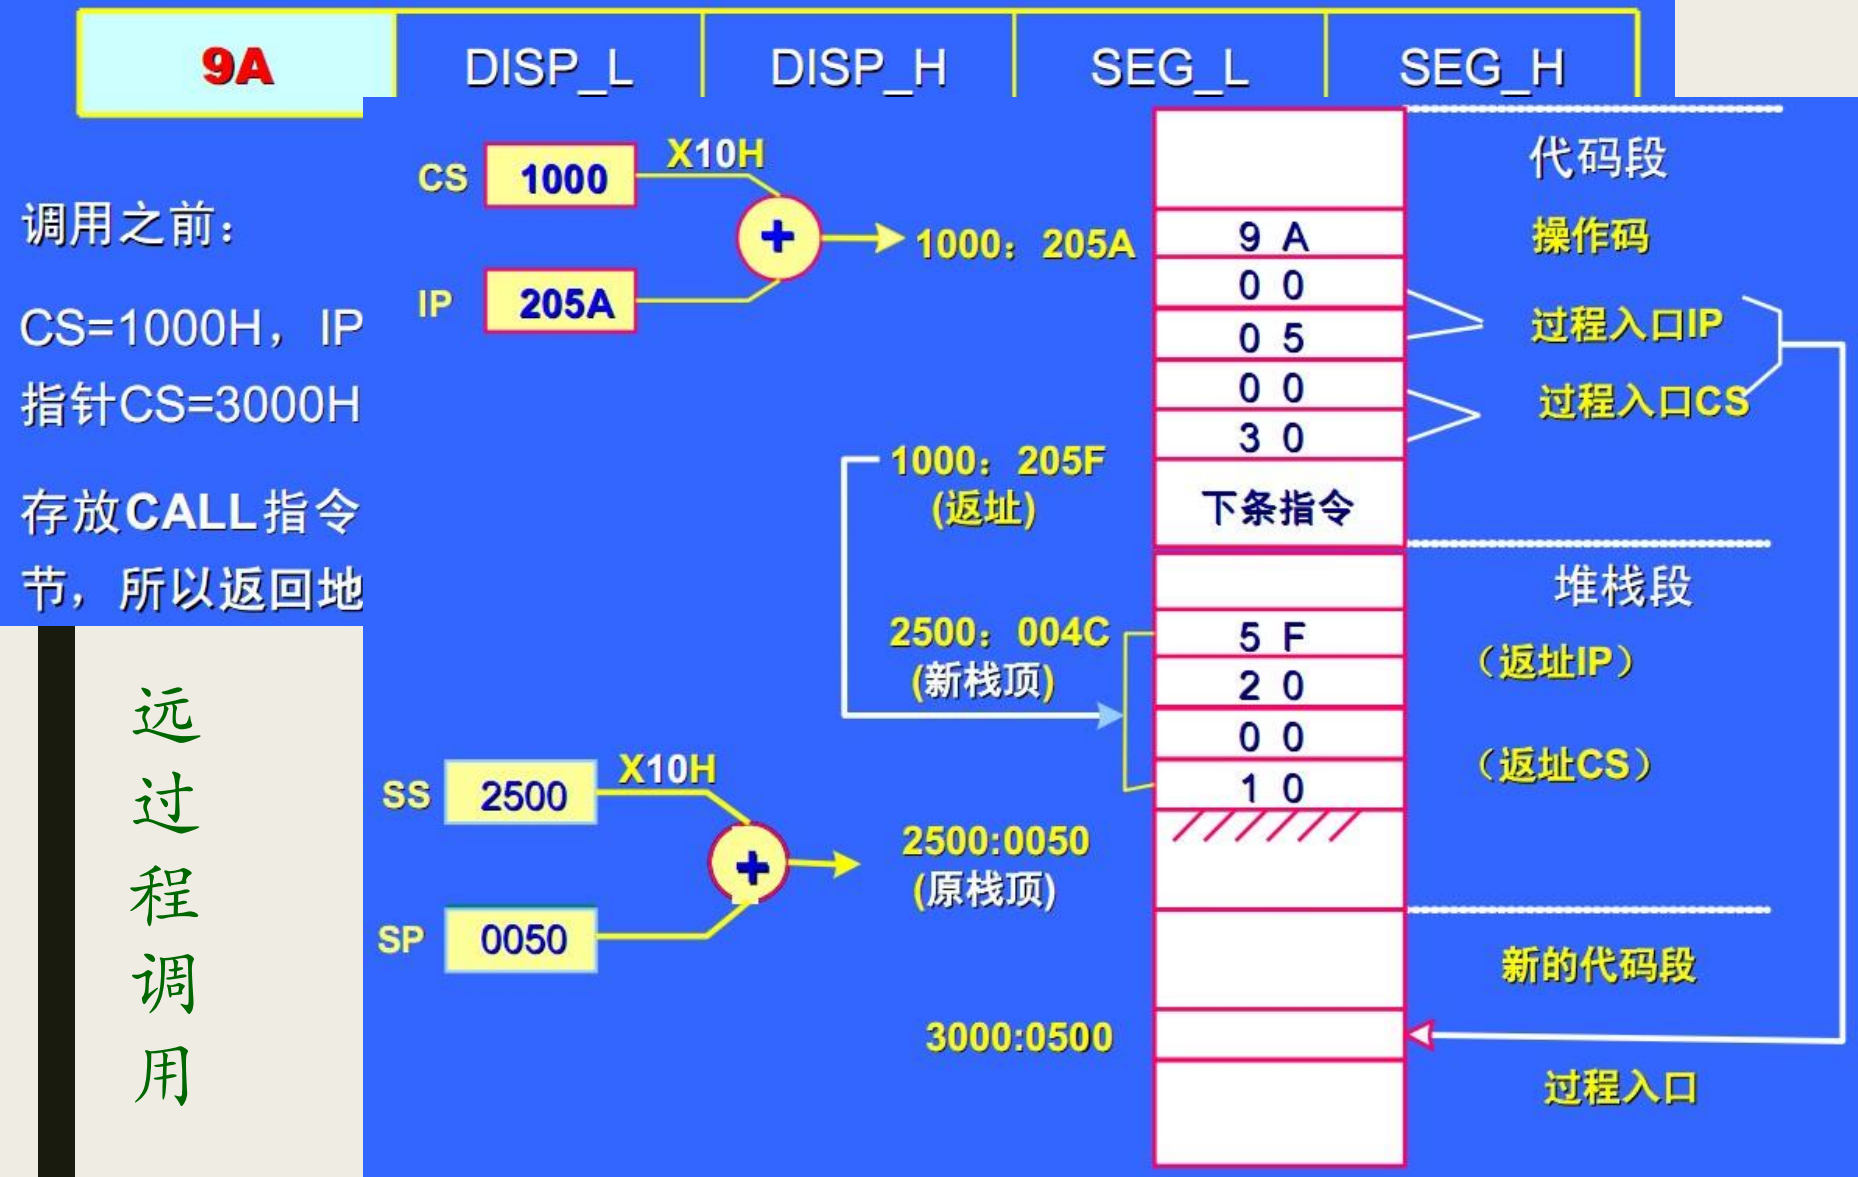 9A DISP_L DISP_H SEG_L SEG_H
调用之前：
CS=1000H，IP
指针CS=3000H
存放CALL指令
节，所以返回地
远过程调用
CS 1000 X10H
IP 205A
+
1000：205A
9 A
0 0
0 5
0 0
3 0
下条指令
代码段
操作码
过程入口IP
过程入口CS
1000：205F
(返址)
堆栈段
2500：004C
(新栈顶)
5 F
2 0
0 0
1 0
（返址IP）
（返址CS）
SS 2500 X10H
SP 0050
+
2500:0050
(原栈顶)
新的代码段
3000:0500
过程入口